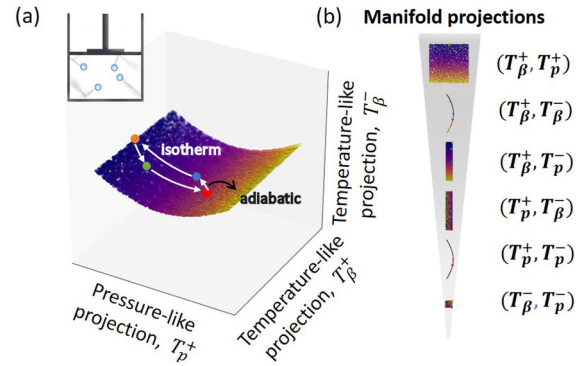 (a)
isotherm
adiabatic
Temperature-like
projection, T_β^-
Temperature-like
projection, T_β^+
Pressure-like
projection, T_p^+
(b) Manifold projections
(T_β^+, T_p^+)
(T_β^+, T_β^-)
(T_β^+, T_p^-)
(T_p^+, T_β^-)
(T_p^+, T_p^-)
(T_β^-, T_p^-)